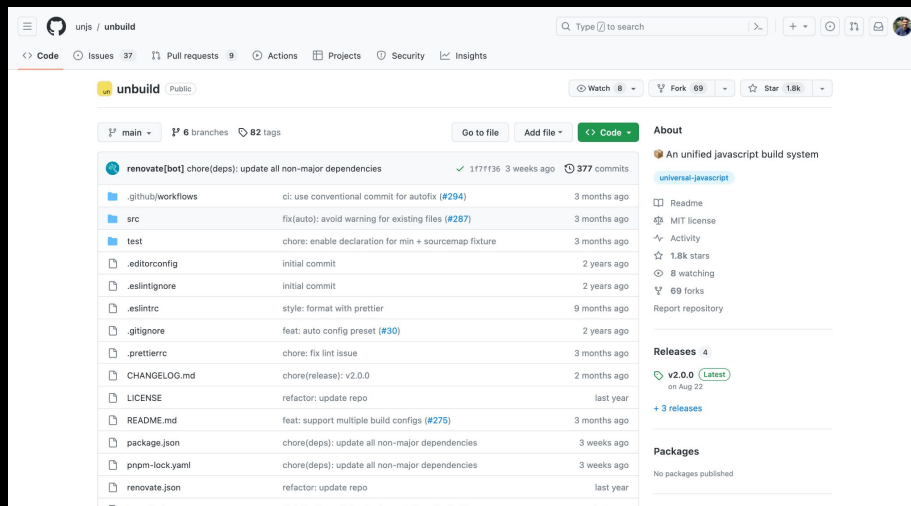 unjs / unbuild
Type / to search
Code
Issues 37
Pull requests 9
Actions
Projects
Security
Insights
un unbuild Public
Watch 8
Fork 69
Star 1.8k
main
6 branches
82 tags
Go to file
Add file
Code
renovate[bot] chore(deps): update all non-major dependencies 1f7ff36 3 weeks ago 377 commits
.github/workflows ci: use conventional commit for autofix (#294) 3 months ago
src fix(auto): avoid warning for existing files (#287) 3 months ago
test chore: enable declaration for min + sourcemap fixture 3 months ago
.editorconfig initial commit 2 years ago
.eslintignore initial commit 2 years ago
.eslintrc style: format with prettier 9 months ago
.gitignore feat: auto config preset (#30) 2 years ago
.prettierrc chore: fix lint issue 3 months ago
CHANGELOG.md chore(release): v2.0.0 2 months ago
LICENSE refactor: update repo last year
README.md feat: support multiple build configs (#275) 3 months ago
package.json chore(deps): update all non-major dependencies 3 weeks ago
pnpm-lock.yaml chore(deps): update all non-major dependencies 3 weeks ago
renovate.json refactor: update repo last year
About
An unified javascript build system
universal-javascript
Readme
MIT license
Activity
1.8k stars
8 watching
69 forks
Report repository
Releases 4
v2.0.0 Latest
on Aug 22
+ 3 releases
Packages
No packages published